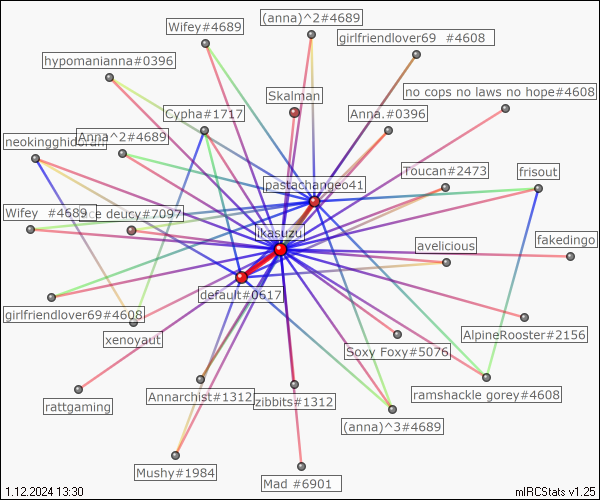 Wifey#4689
(anna)^2#4689
girlfriendlover69 #4608
hypomanianna#0396
no cops no laws no hope#4608
Skalman
Cypha#1717
Anna.#0396
Anna^2#4689
neokingghidorah
Toucan#2473
frisout
pastachangeo41
Wifey #4689
ce deucy#7097
likasuzu
avelicious
fakedingo
default#0617
girlfriendlover69#4608
xenoyaut
AlpineRooster#2156
Soxy Foxy#5076
rattgaming
Annarchist#1312
zibbits#1312
ramshackle gorey#4608
(anna)^3#4689
Mushy#1984
Mad #6901
1.12.2024 13:30
mIRCStats v1.25